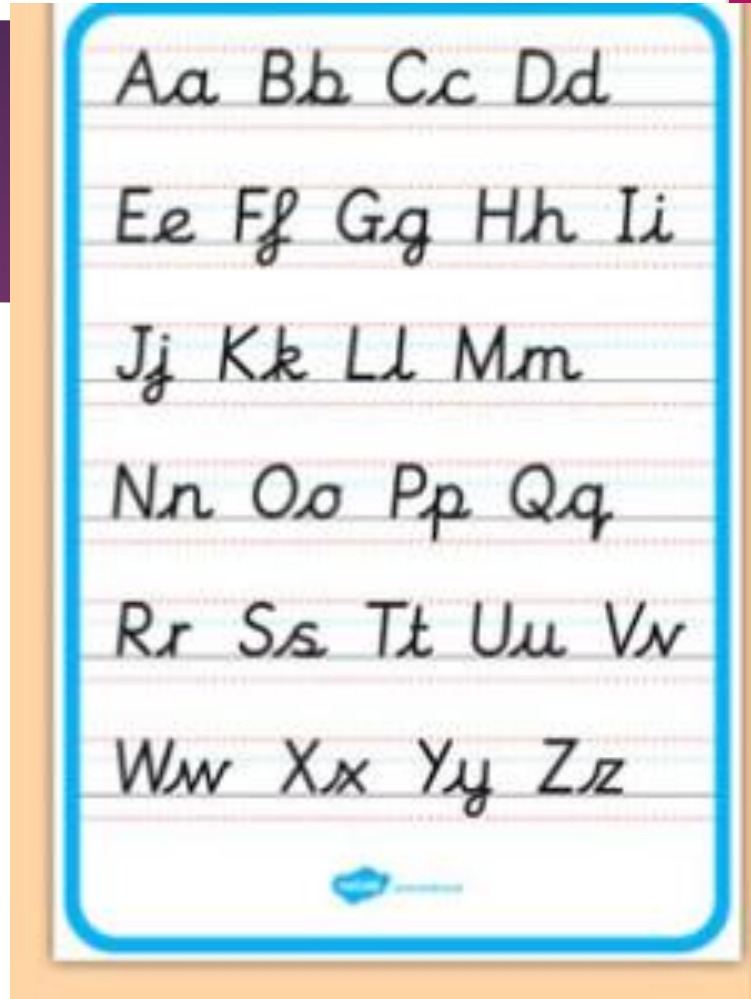 Aa Bb Cc Dd
Ee Ff Gg Hh Ii
Jj Kk Ll Mm
Nn Oo Pp Qq
Rr Ss Tt Uu Vv
Ww Xx Yy Zz